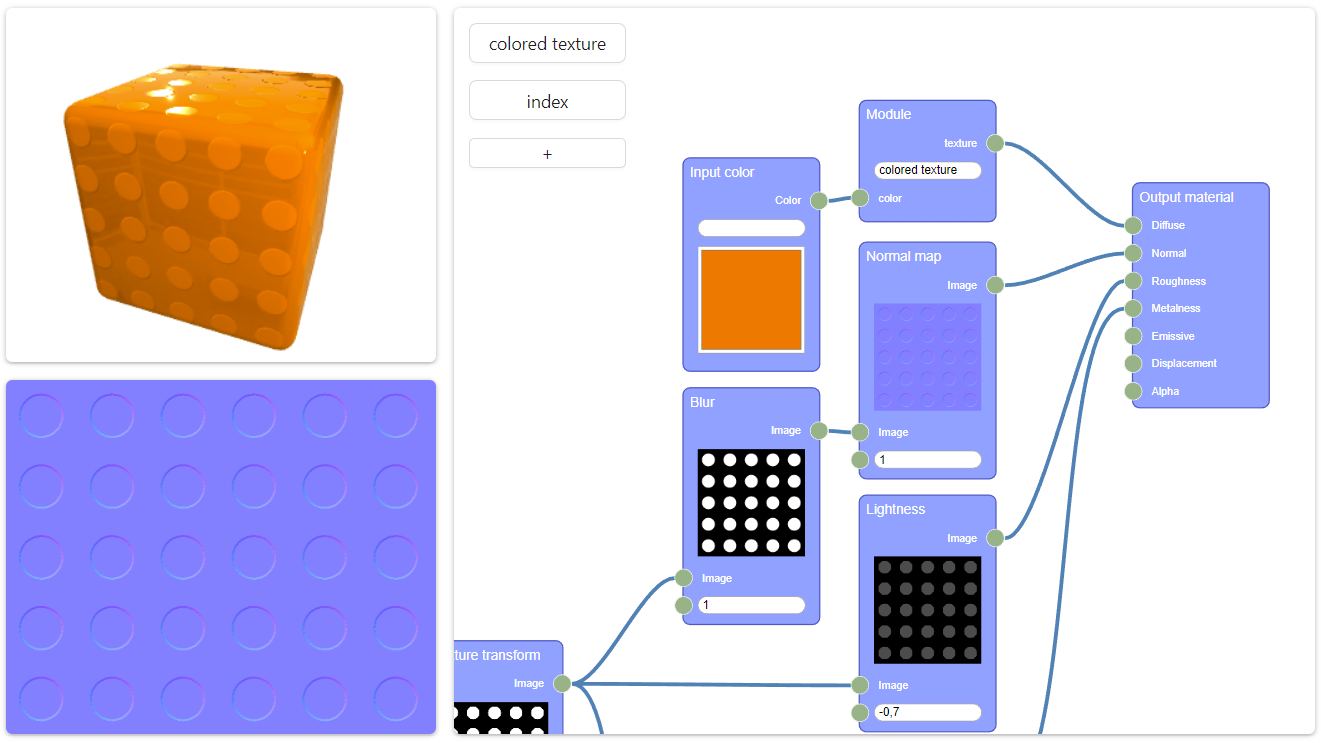 colored texture
index
+
Module
texture
colored texture
color
Input color
Color
Normal map
Image
Image
1
Blur
Image
Image
1
Lightness
Image
Image
-0,7
ture transform
Image
Output material
Diffuse
Normal
Roughness
Metalness
Emissive
Displacement
Alpha